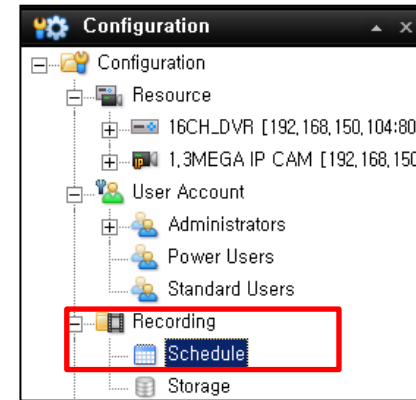 Configuration
Configuration
Resource
16CH_DVR [192,168,150,104:80
1,3MEGA IP CAM [192,168,150
User Account
Administrators
Power Users
Standard Users
Recording
Schedule
Storage